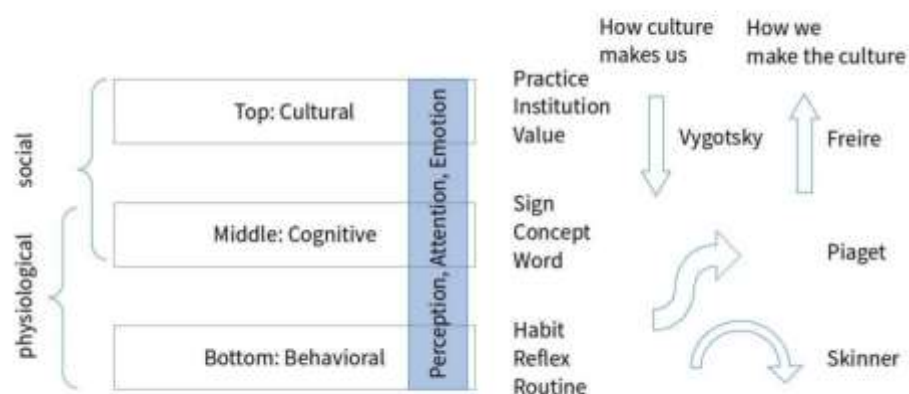 How culture
makes us
How we
make the culture
social
physiological
Top: Cultural
Middle: Cognitive
Bottom: Behavioral
Perception, Attention, Emotion
Practice
Institution
Value
Vygotsky
Freire
Sign
Concept
Word
Piaget
Habit
Reflex
Routine
Skinner